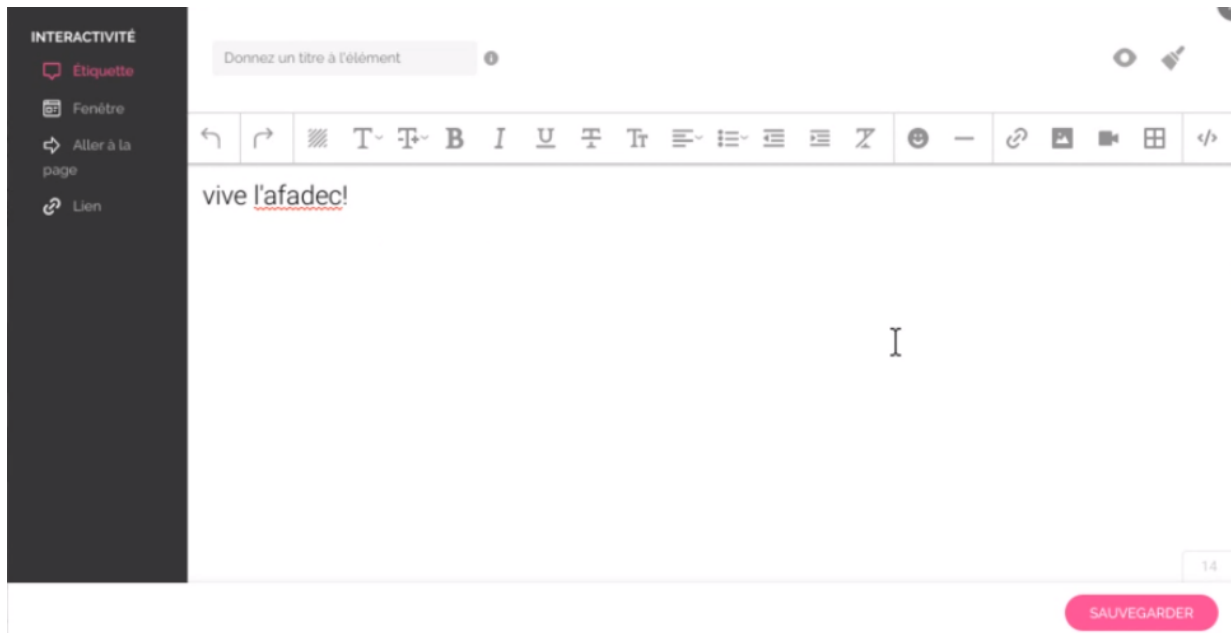 INTERACTIVITÉ
Étiquette
Fenêtre
Aller à la
page
Lien
Donnez un titre à l'élément
vive l'afadec!
14
SAUVEGARDER